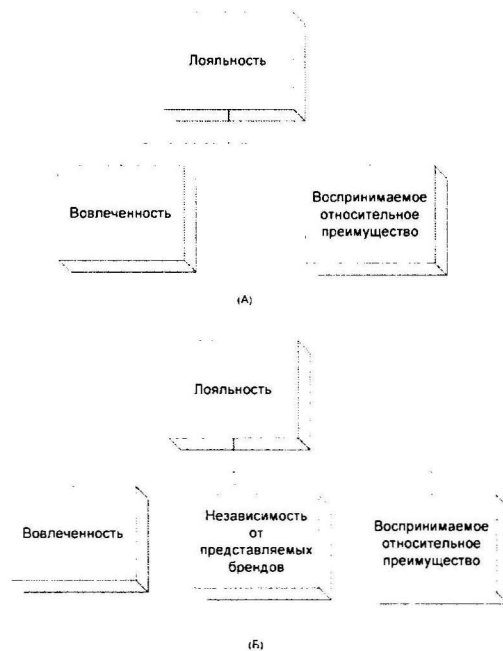 Лояльность
Вовлеченность
Воспринимаемое
относительное
преимущество
(А)
Лояльность
Вовлеченность
Независимость
от
представляемых
брендов
Воспринимаемое
относительное
преимущество
(Б)